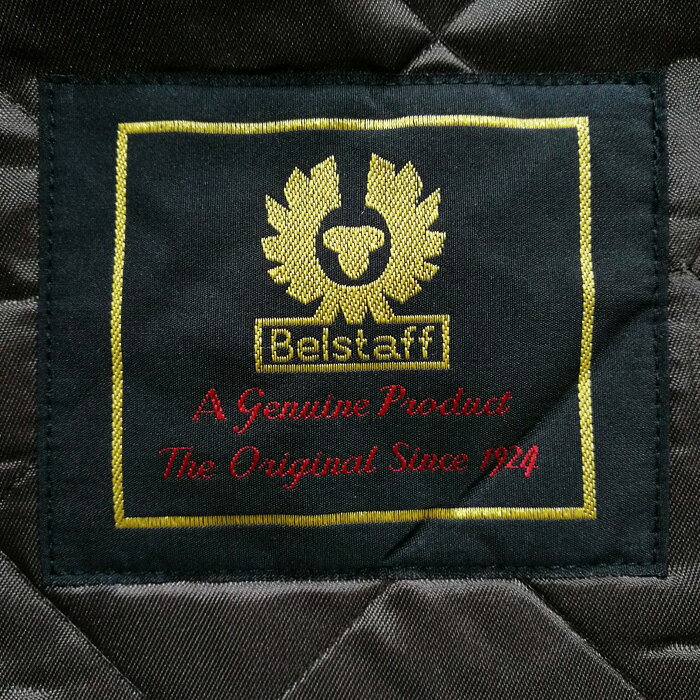 Belstaff
A Genuine Product
The Original Since 1924